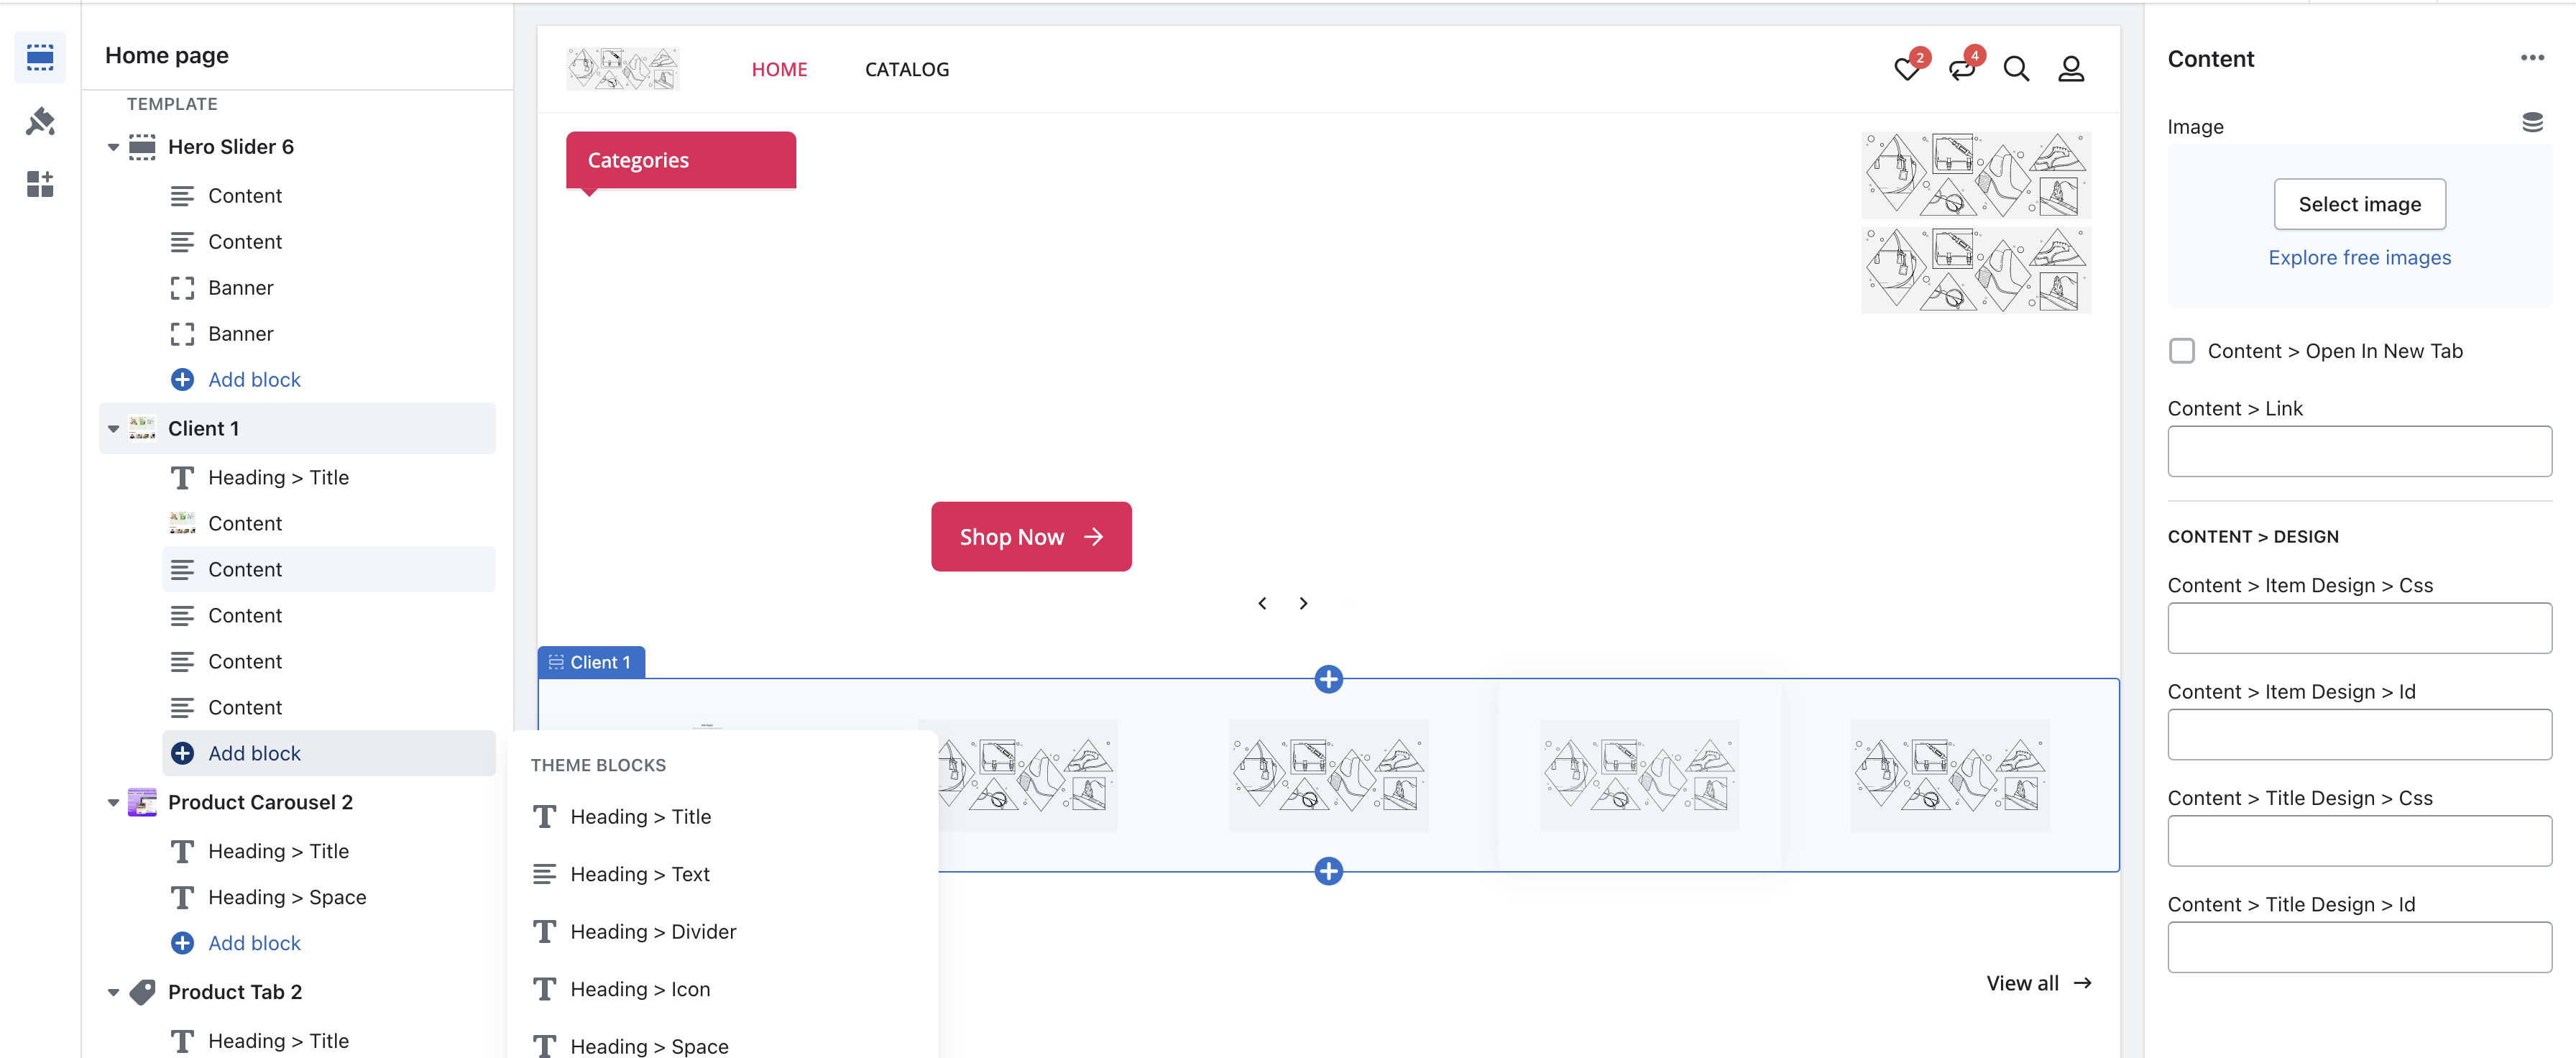 Home page
TEMPLATE
Hero Slider 6
Content
Content
Banner
Banner
Add block
Client 1
Heading > Title
Content
Content
Content
Content
Content
Add block
Product Carousel 2
Heading > Title
Heading > Space
Add block
Product Tab 2
Heading > Title
THEME BLOCKS
Heading > Title
Heading > Text
Heading > Divider
Heading > Icon
Heading > Space
HOME
CATALOG
2
4
Categories
Shop Now
Client 1
View all
Content
Image
Select image
Explore free images
Content > Open In New Tab
Content > Link
CONTENT > DESIGN
Content > Item Design > Css
Content > Item Design > Id
Content > Title Design > Css
Content > Title Design > Id